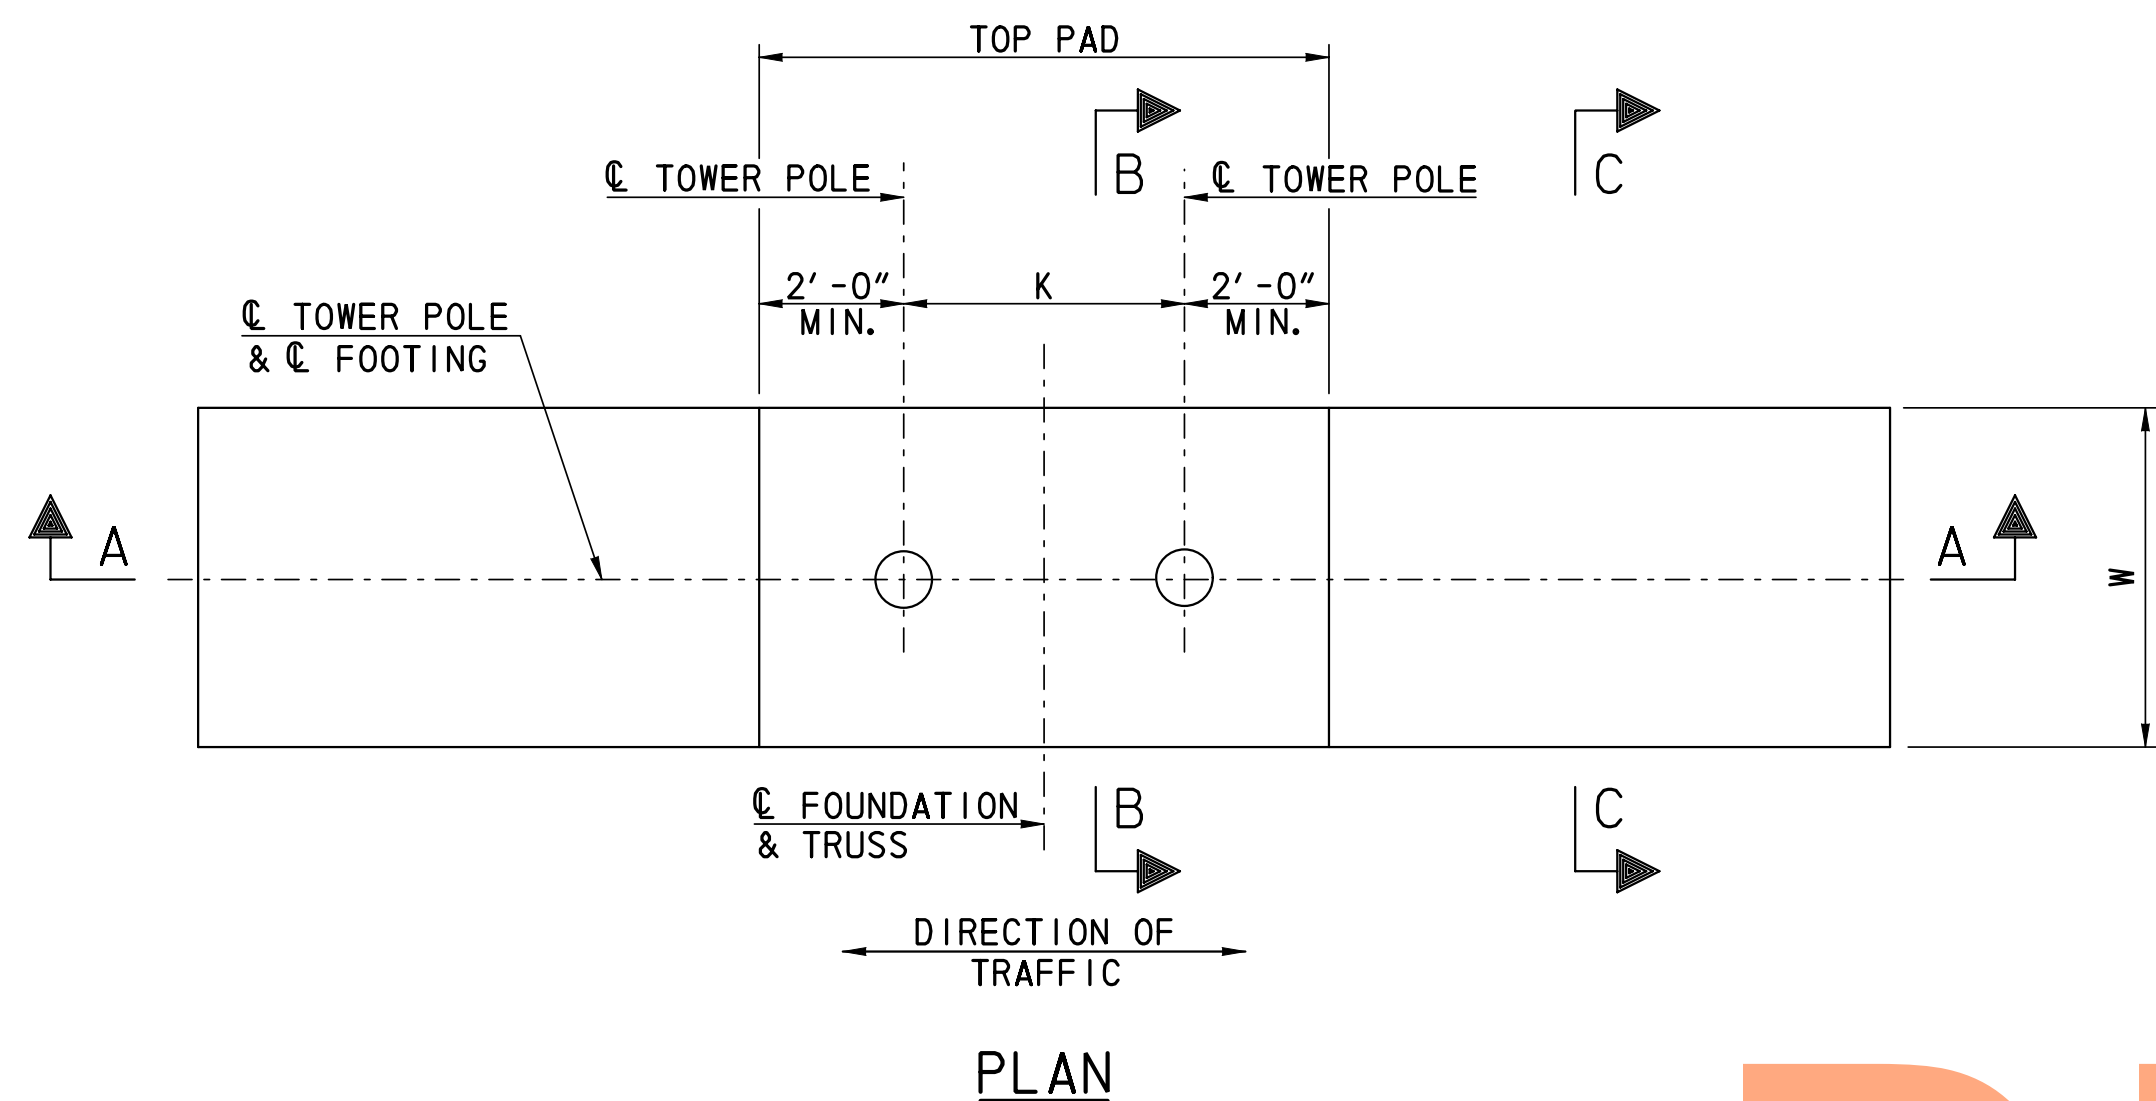 TOP PAD
B
C
℄ TOWER POLE
℄ TOWER POLE
2'-0"
K
2'-0"
MIN.
MIN.
℄ TOWER POLE
& ℄ FOOTING
A
A
W
℄ FOUNDATION
& TRUSS
B
C
DIRECTION OF
TRAFFIC
PLAN